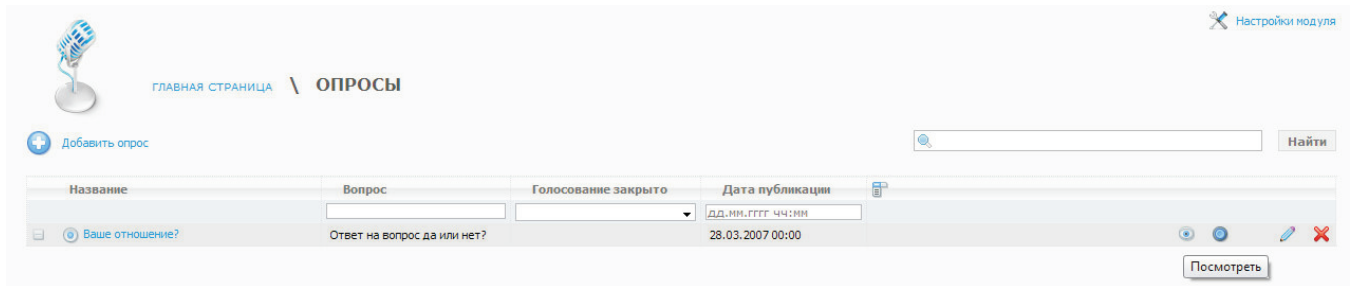 Настройки модуля
ГЛАВНАЯ СТРАНИЦА \ ОПРОСЫ
Добавить опрос
Найти
Название Вопрос Голосование закрыто Дата публикации
дд.мм.гггг чч:мм
Ваше отношение? Ответ на вопрос да или нет? 28.03.2007 00:00
Посмотреть